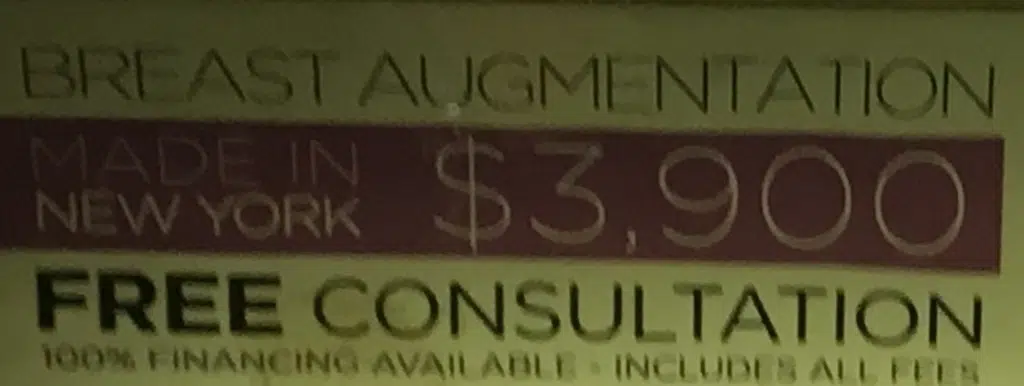 BREAST AUGMENTATION
MADE IN
NEW YORK $3,900
FREE CONSULTATION
100% FINANCING AVAILABLE · INCLUDES ALL FEES